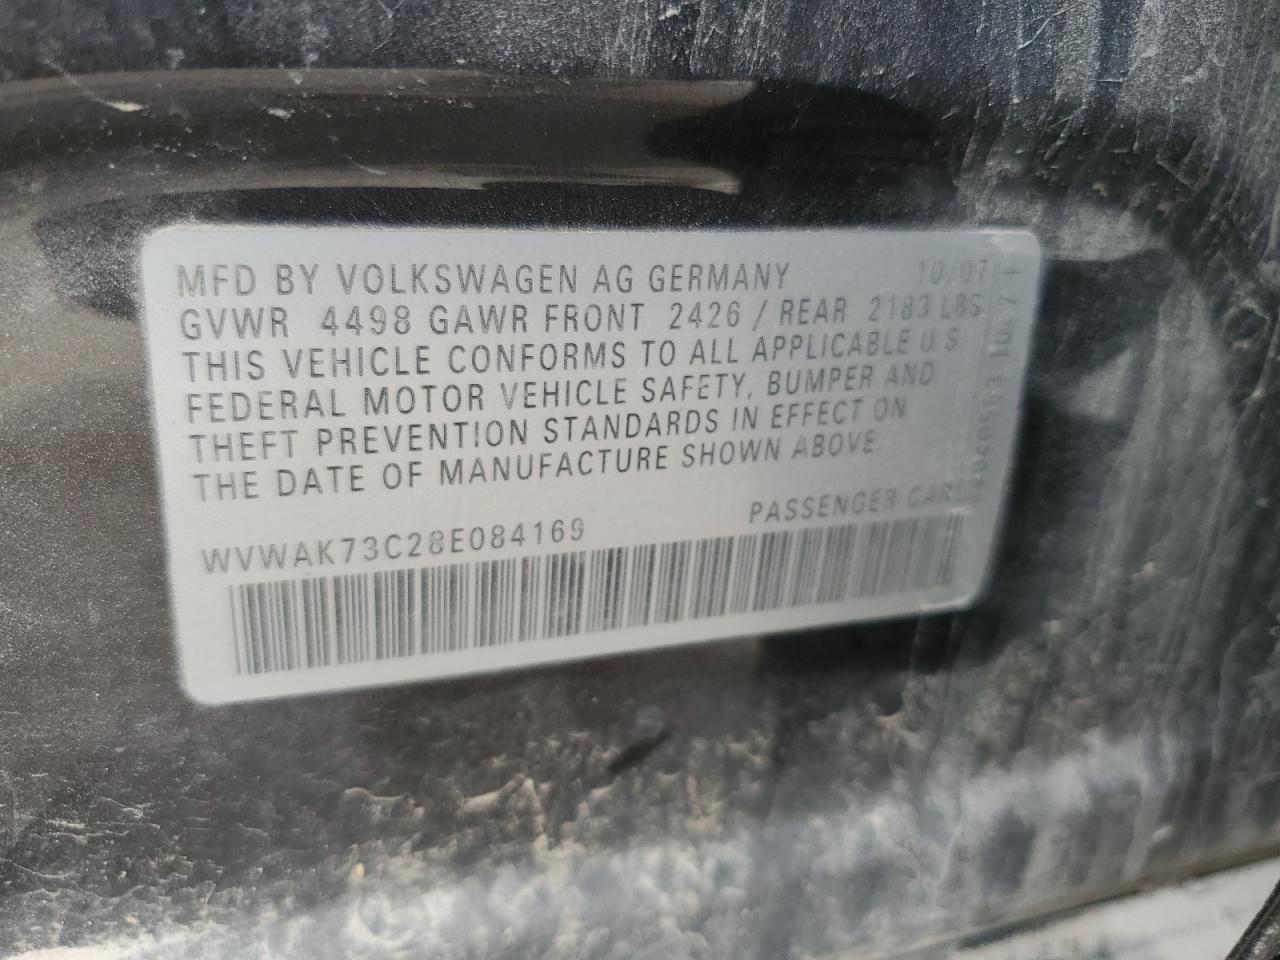 MFD BY VOLKSWAGEN AG GERMANY 10/07
GVWR 4498 GAWR FRONT 2426 / REAR 2183 LBS
THIS VEHICLE CONFORMS TO ALL APPLICABLE U S
FEDERAL MOTOR VEHICLE SAFETY, BUMPER AND
THEFT PREVENTION STANDARDS IN EFFECT ON
THE DATE OF MANUFACTURE SHOWN ABOVE.
PASSENGER CAR
WVWAK73C28E084169